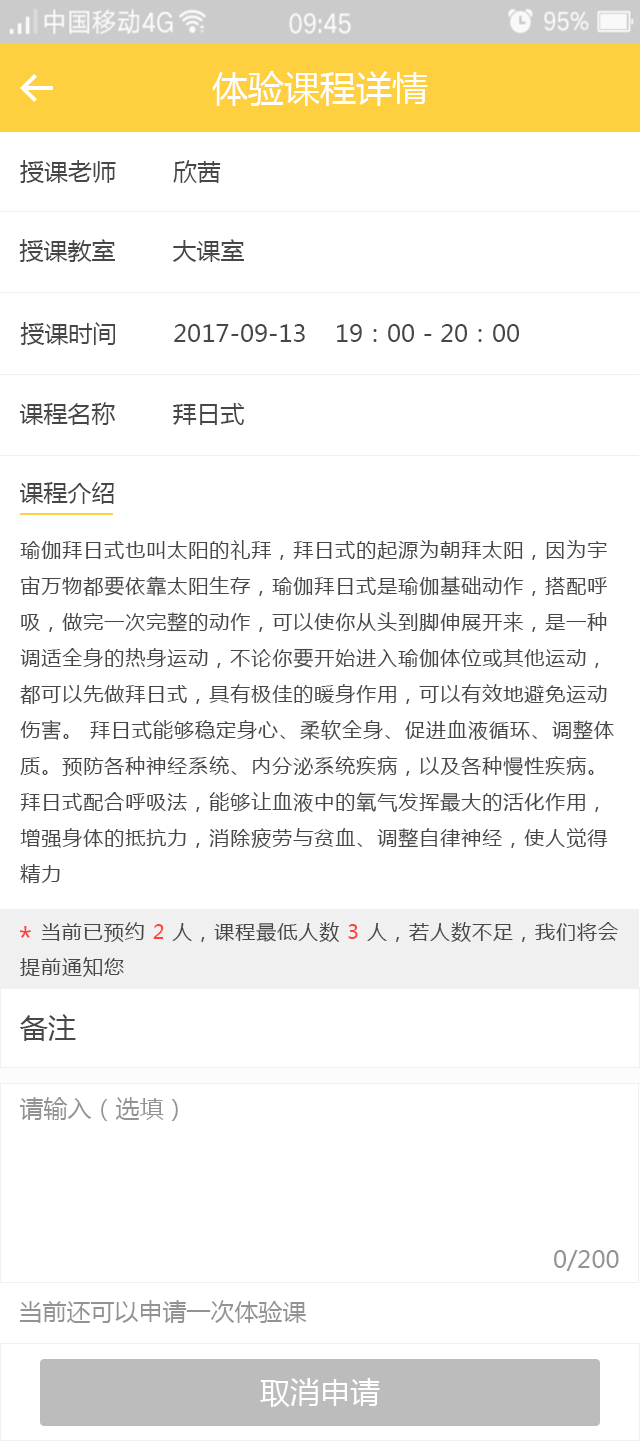 中国移动4G 09:45 95%
体验课程详情
授课老师 欣茜
授课教室 大课室
授课时间 2017-09-13 19：00 - 20：00
课程名称 拜日式
课程介绍
瑜伽拜日式也叫太阳的礼拜，拜日式的起源为朝拜太阳，因为宇
宙万物都要依靠太阳生存，瑜伽拜日式是瑜伽基础动作，搭配呼
吸，做完一次完整的动作，可以使你从头到脚伸展开来，是一种
调适全身的热身运动，不论你要开始进入瑜伽体位或其他运动，
都可以先做拜日式，具有极佳的暖身作用，可以有效地避免运动
伤害。 拜日式能够稳定身心、柔软全身、促进血液循环、调整体
质。预防各种神经系统、内分泌系统疾病，以及各种慢性疾病。
拜日式配合呼吸法，能够让血液中的氧气发挥最大的活化作用，
增强身体的抵抗力，消除疲劳与贫血、调整自律神经，使人觉得
精力
* 当前已预约 2 人，课程最低人数 3 人，若人数不足，我们将会
提前通知您
备注
请输入（选填）
0/200
当前还可以申请一次体验课
取消申请